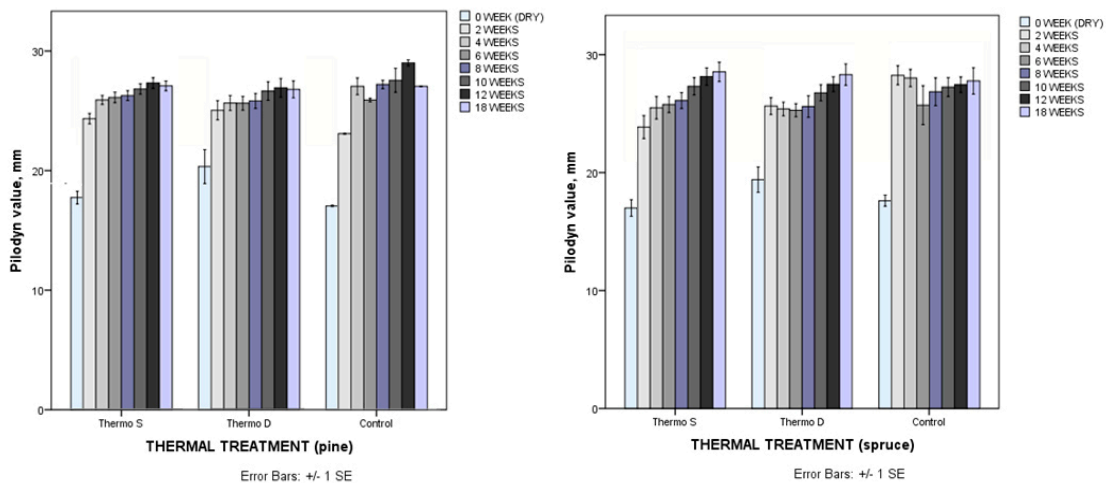 Pilodyn value, mm
30
20
10
0
Thermo S
Thermo D
Control
THERMAL TREATMENT (pine)
Error Bars: +/- 1 SE
0 WEEK (DRY)
2 WEEKS
4 WEEKS
6 WEEKS
8 WEEKS
10 WEEKS
12 WEEKS
18 WEEKS
Pilodyn value, mm
30
20
10
0
Thermo S
Thermo D
Control
THERMAL TREATMENT (spruce)
Error Bars: +/- 1 SE
0 WEEK (DRY)
2 WEEKS
4 WEEKS
6 WEEKS
8 WEEKS
10 WEEKS
12 WEEKS
18 WEEKS